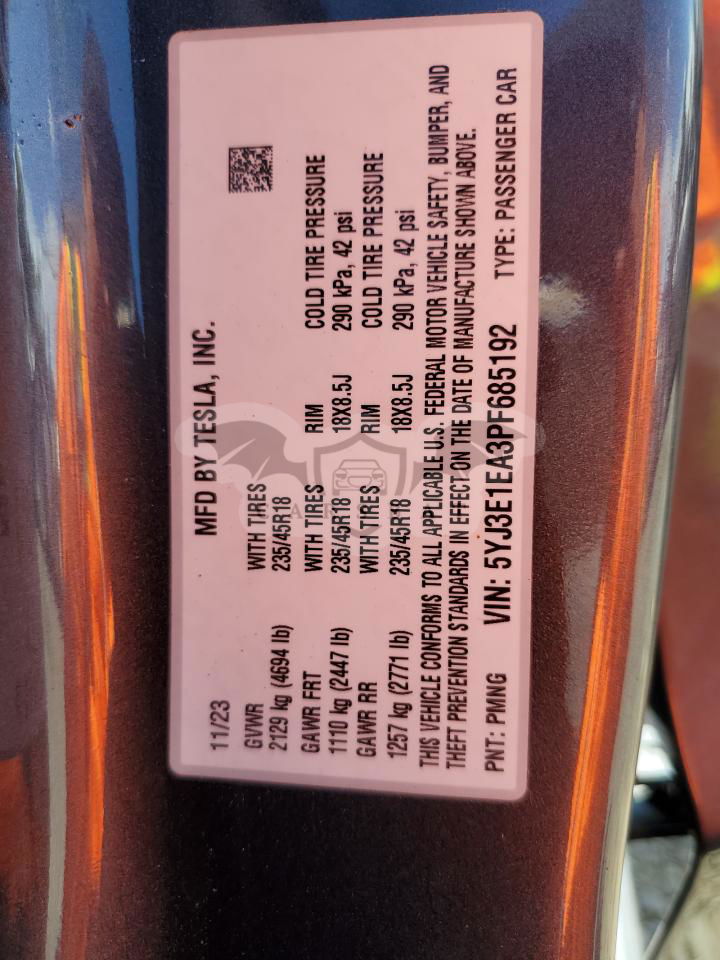 MFD BY TESLA, INC.
11/23
GVWR WITH TIRES
2129 kg (4694 lb) 235/45R18
GAWR FRT WITH TIRES RIM COLD TIRE PRESSURE
1110 kg (2447 lb) 235/45R18 18X8.5J 290 kPa, 42 psi
GAWR RR WITH TIRES RIM COLD TIRE PRESSURE
1257 kg (2771 lb) 235/45R18 18X8.5J 290 kPa, 42 psi
THIS VEHICLE CONFORMS TO ALL APPLICABLE U.S. FEDERAL MOTOR VEHICLE SAFETY, BUMPER, AND
THEFT PREVENTION STANDARDS IN EFFECT ON THE DATE OF MANUFACTURE SHOWN ABOVE.
PNT: PMNG VIN: 5YJ3E1EA3PF685192 TYPE: PASSENGER CAR